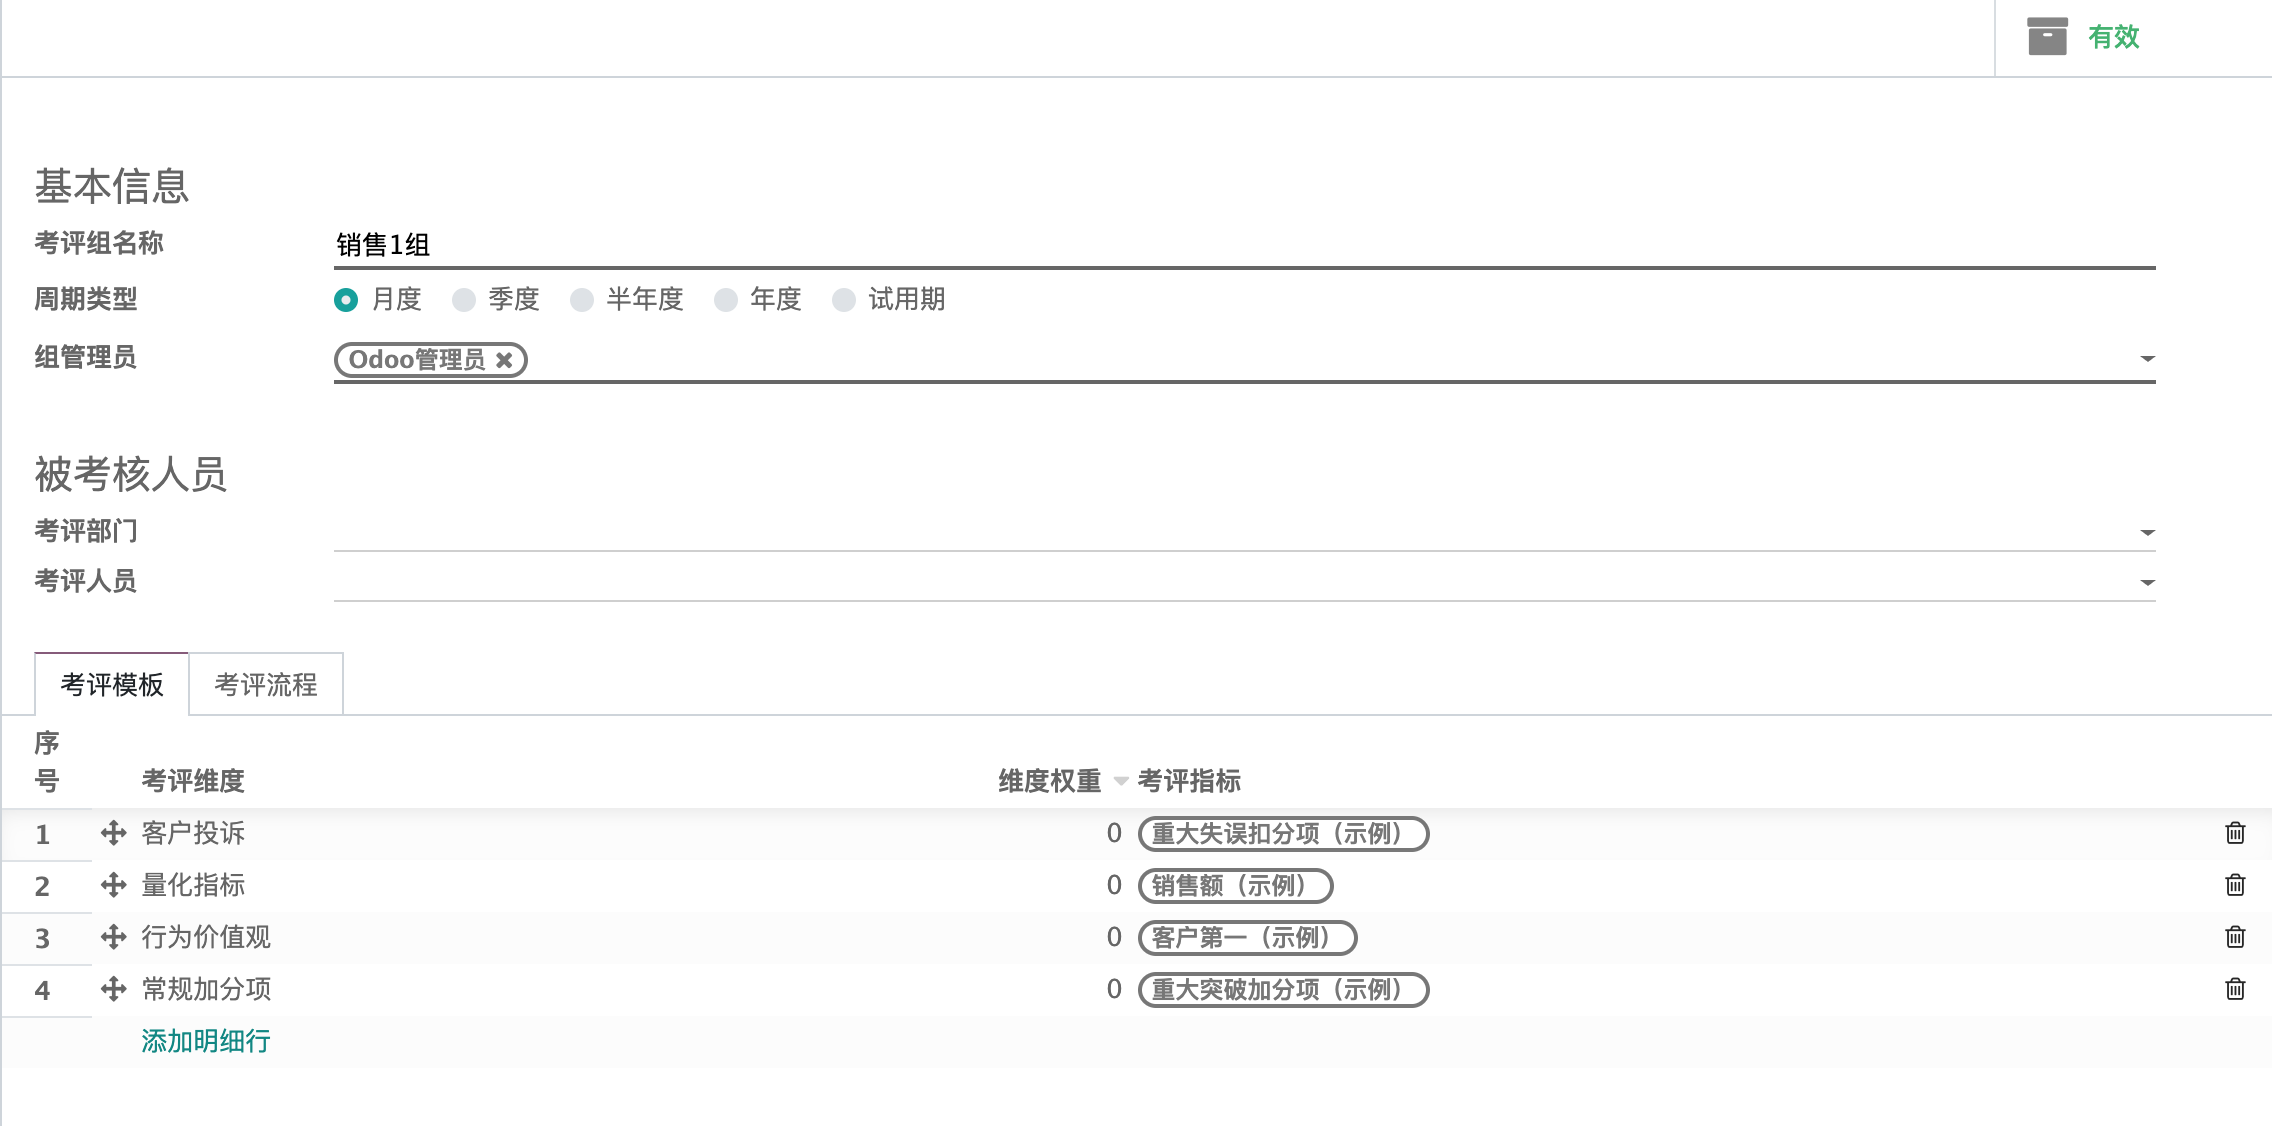 有效
基本信息
考评组名称 销售1组
周期类型 月度 季度 半年度 年度 试用期
组管理员 Odoo管理员
被考核人员
考评部门
考评人员
考评模板 考评流程
序号 考评维度 维度权重 考评指标
1 客户投诉 0 重大失误扣分项（示例）
2 量化指标 0 销售额（示例）
3 行为价值观 0 客户第一（示例）
4 常规加分项 0 重大突破加分项（示例）
添加明细行